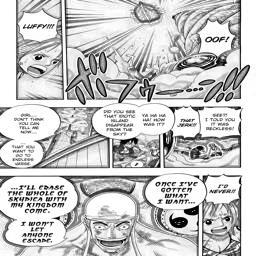 OOF!
LUFFY!!!
SEE?! I
TOLD YOU
IT WAS
RECKLESS!
THAT
JERK!!
YA HA HA
HA! HOW
WAS IT?
DID YOU SEE
THAT EXOTIC
ISLAND
DISAPPEAR
FROM THE
SKY?
GIRL,
DON'T YOU
THINK YOU
CAN TELL
ME NOW...
...THAT
YOU WANT
TO GO TO
ENDLESS
I'D
NEVER!!
ONCE I'VE
GOTTEN
WHAT I
WANT...
...I'LL ERASE
THE WHOLE OF
SKYPIEA WITH
MY KINGDOM
COME.
I WON'T
LET
ANYONE
ESCAPE.